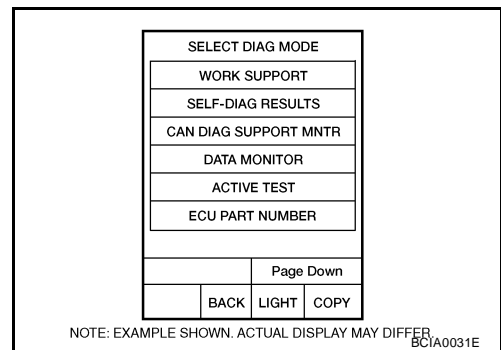 SELECT DIAG MODE
WORK SUPPORT
SELF-DIAG RESULTS
CAN DIAG SUPPORT MNTR
DATA MONITOR
ACTIVE TEST
ECU PART NUMBER
Page Down
BACK LIGHT COPY
NOTE: EXAMPLE SHOWN. ACTUAL DISPLAY MAY DIFFER.
BCIA0031E